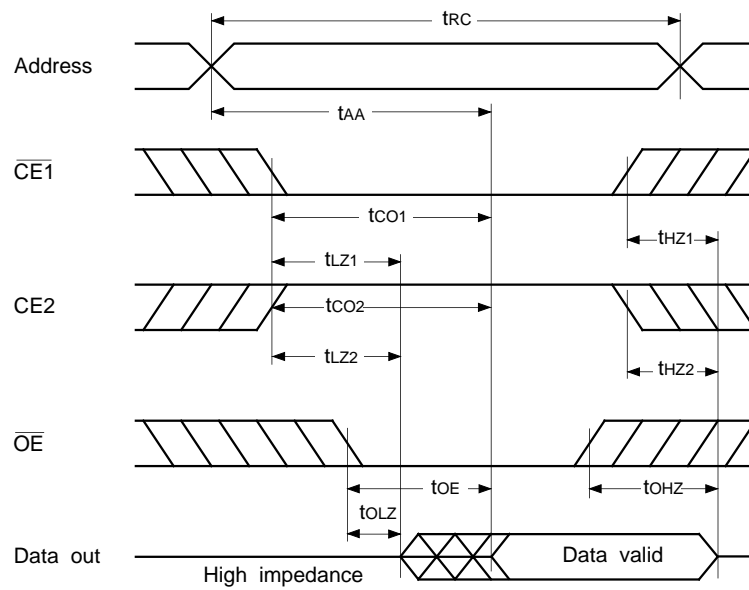 tRC
Address
tAA
CE1
tCO1
tHZ1
tLZ1
CE2
tCO2
tLZ2
tHZ2
OE
tOE
tOHZ
tOLZ
Data out
Data valid
High impedance